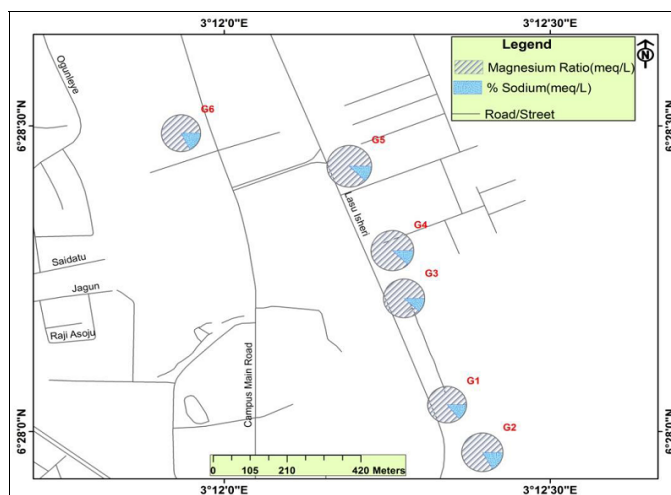 3°12'0"E
3°12'30"E
Legend
Magnesium Ratio(meq/L)
% Sodium(meq/L)
Road/Street
N
Ogunleye
G6
6°28'30"N
6°28'30"N
G5
Lasu Isheri
G4
Saidatu
G3
Jagun
Raji Asoju
Campus Main Road
G1
G2
6°28'0"N
6°28'0"N
0 105 210 420 Meters
3°12'0"E
3°12'30"E